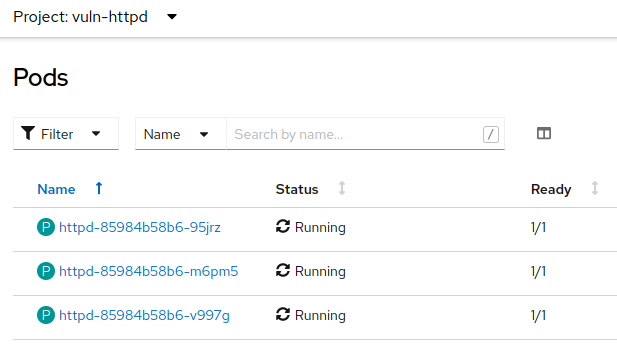 Project: vuln-httpd
Pods
Filter Name Search by name... /
Name Status Ready
P httpd-85984b58b6-95jrz Running 1/1
P httpd-85984b58b6-m6pm5 Running 1/1
P httpd-85984b58b6-v997g Running 1/1